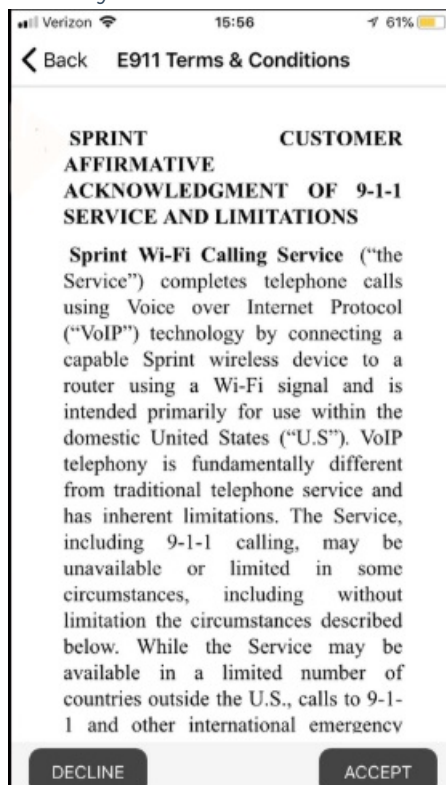 Verizon 15:56 61%
Back E911 Terms & Conditions
SPRINT CUSTOMER
AFFIRMATIVE
ACKNOWLEDGMENT OF 9-1-1
SERVICE AND LIMITATIONS
Sprint Wi-Fi Calling Service (“the
Service”) completes telephone calls
using Voice over Internet Protocol
(“VoIP”) technology by connecting a
capable Sprint wireless device to a
router using a Wi-Fi signal and is
intended primarily for use within the
domestic United States (“U.S”). VoIP
telephony is fundamentally different
from traditional telephone service and
has inherent limitations. The Service,
including 9-1-1 calling, may be
unavailable or limited in some
circumstances, including without
limitation the circumstances described
below. While the Service may be
available in a limited number of
countries outside the U.S., calls to 9-1-
1 and other international emergency
DECLINE ACCEPT